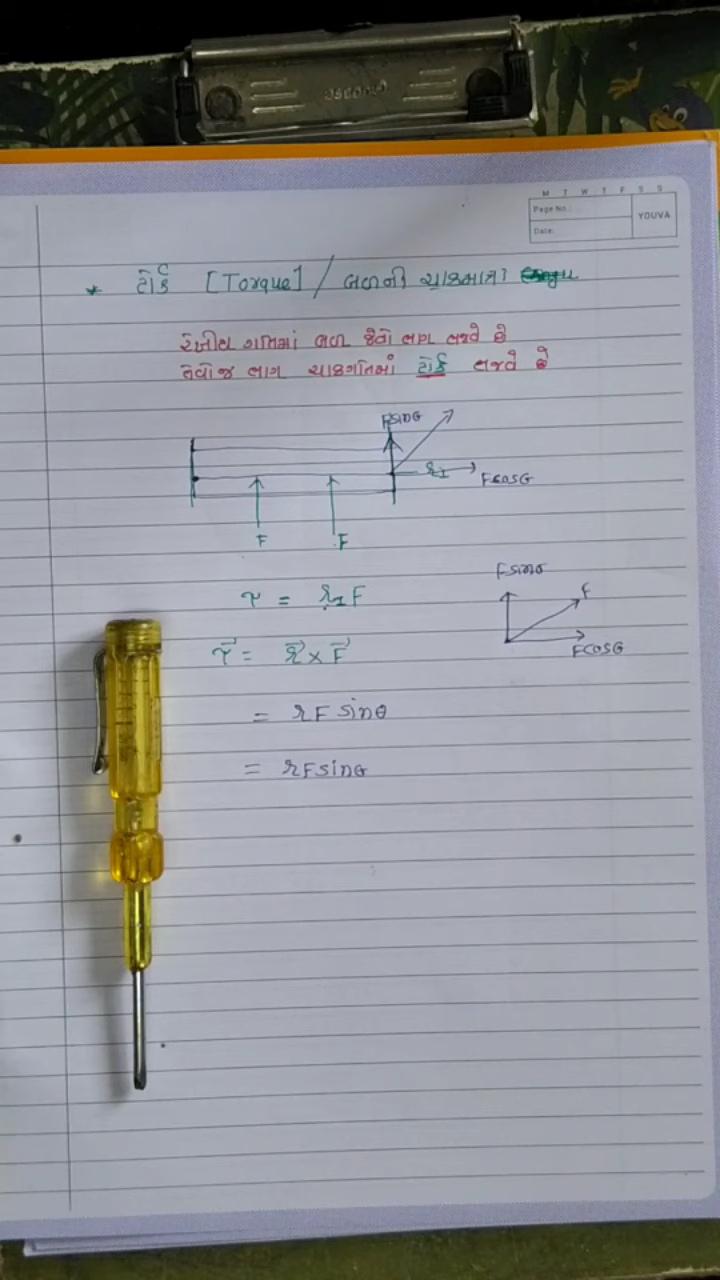 M T W T F S S
Page No.:
YOUVA
Date:
* ટોર્ક [Torque] / બળની ચાકમાત્રા
રેખીય ગતિમાં બળ જેવો ભાગ ભજવે છે
તેવોજ ભાગ ચાકગતિમાં ટોર્ક ભજવે છે
Fsinθ
r⊥
Fcosθ
F F
τ = r⊥F
Fsinθ
F
Fcosθ
τ⃗ = r⃗ × F⃗
= rF sinθ
= rFsinθ